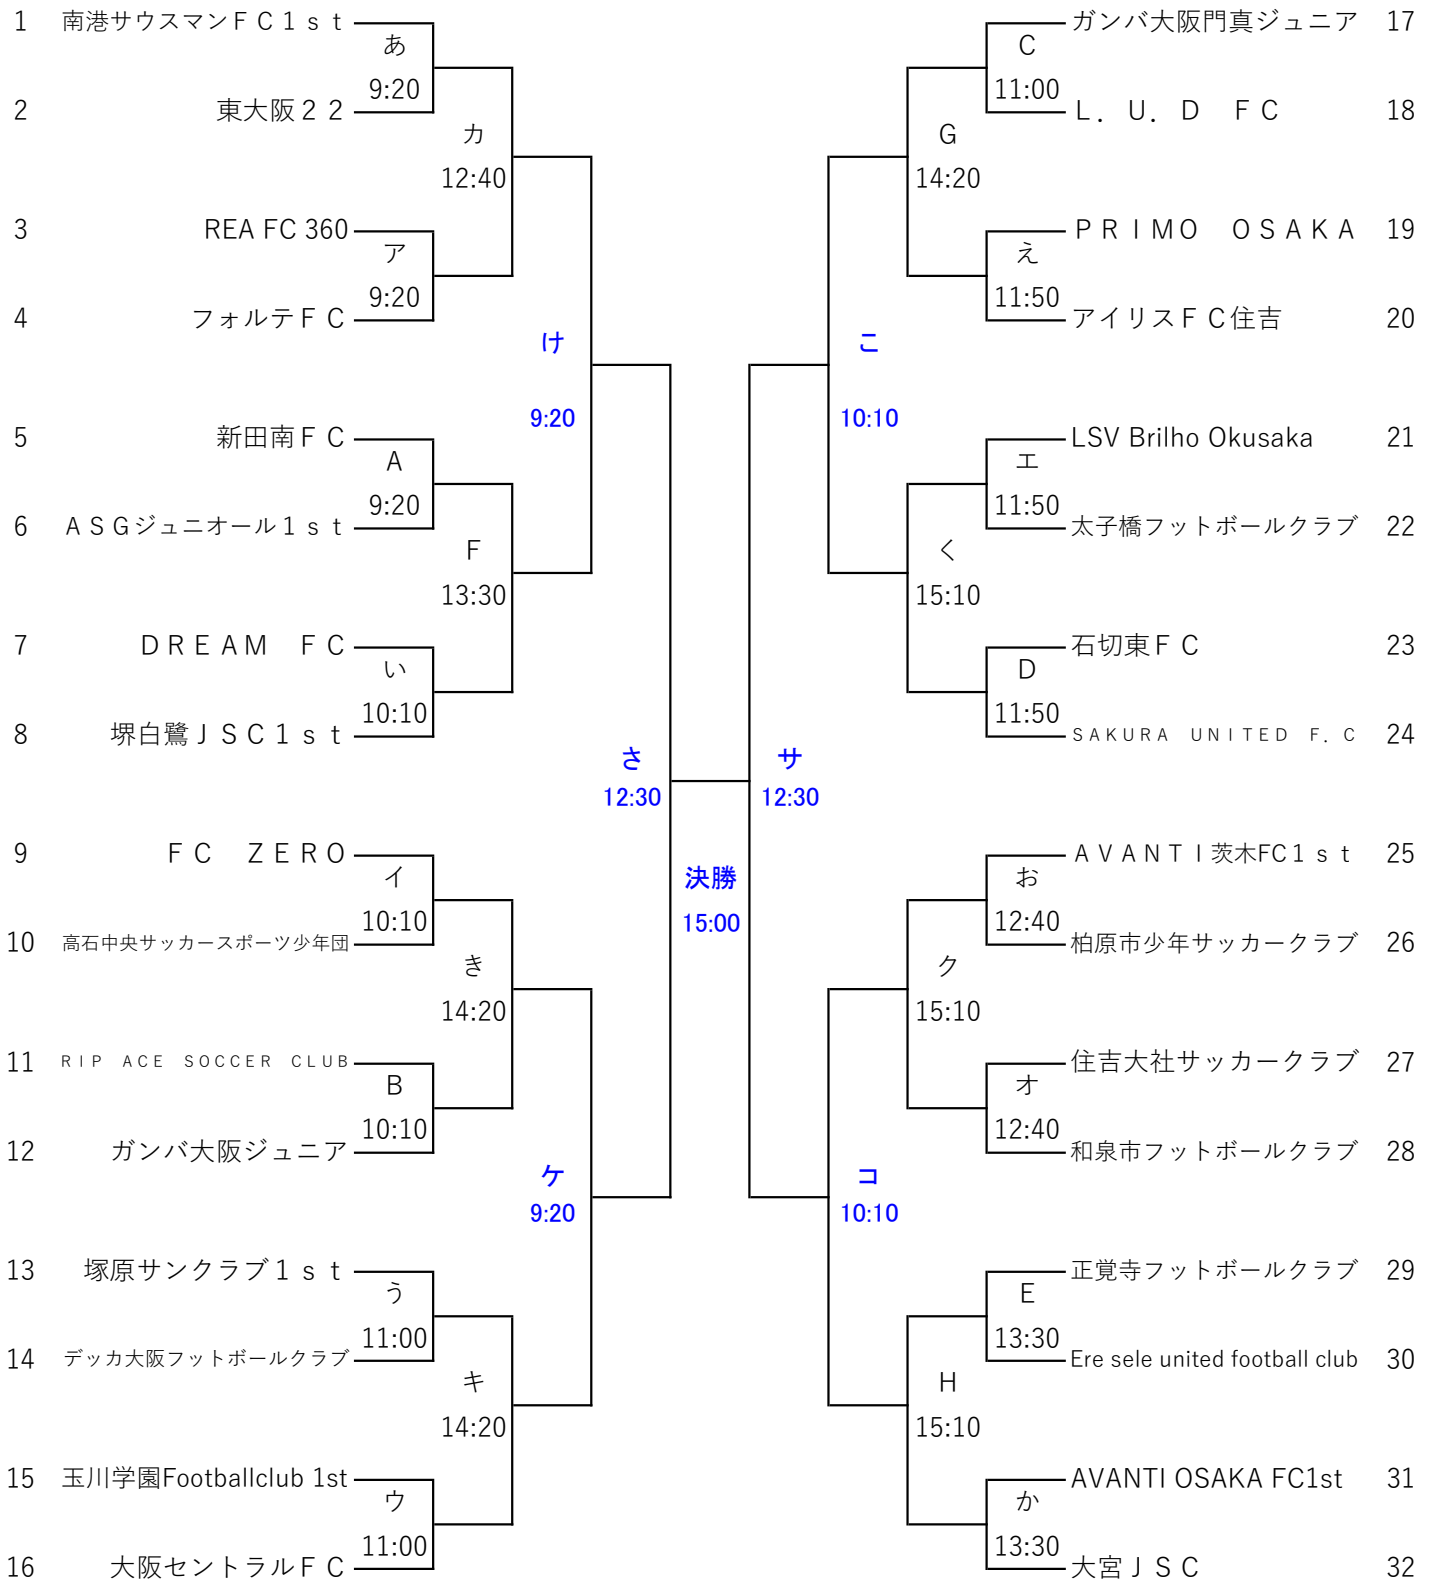 1 南港サウスマンＦＣ１ｓｔ
あ
9:20
2 東大阪２２
カ
12:40
3 REA FC 360
ア
9:20
4 フォルテＦＣ
け
9:20
5 新田南ＦＣ
A
9:20
6 ＡＳＧジュニオール１ｓｔ
F
13:30
7 ＤＲＥＡＭ　ＦＣ
い
10:10
8 堺白鷺ＪＳＣ１ｓｔ
さ
12:30
9 ＦＣ　ＺＥＲＯ
イ
10:10
10 高石中央サッカースポーツ少年団
き
14:20
11 ＲＩＰ　ＡＣＥ　ＳＯＣＣＥＲ　ＣＬＵＢ
B
10:10
12 ガンバ大阪ジュニア
ケ
9:20
13 塚原サンクラブ１ｓｔ
う
11:00
14 デッカ大阪フットボールクラブ
キ
14:20
15 玉川学園Footballclub 1st
ウ
11:00
16 大阪セントラルＦＣ
決勝
15:00
ガンバ大阪門真ジュニア 17
C
11:00
Ｌ．Ｕ．Ｄ　ＦＣ 18
G
14:20
ＰＲＩＭＯ　ＯＳＡＫＡ 19
え
11:50
アイリスＦＣ住吉 20
こ
10:10
LSV Brilho Okusaka 21
エ
11:50
太子橋フットボールクラブ 22
く
15:10
石切東ＦＣ 23
D
11:50
ＳＡＫＵＲＡ　ＵＮＩＴＥＤ　Ｆ．Ｃ 24
サ
12:30
ＡＶＡＮＴＩ茨木FC１ｓｔ 25
お
12:40
柏原市少年サッカークラブ 26
ク
15:10
住吉大社サッカークラブ 27
オ
12:40
和泉市フットボールクラブ 28
コ
10:10
正覚寺フットボールクラブ 29
E
13:30
Ere sele united football club 30
H
15:10
AVANTI OSAKA FC1st 31
か
13:30
大宮ＪＳＣ 32